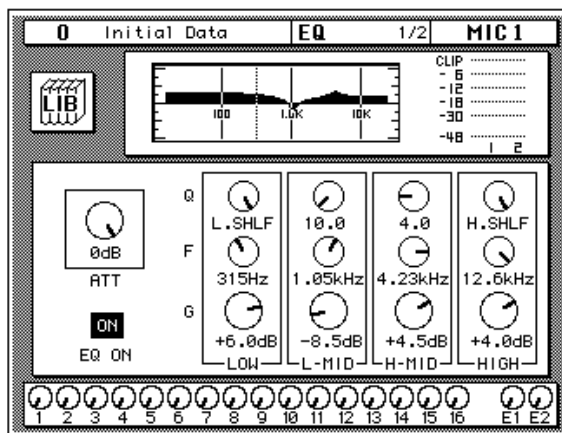 0 Initial Data EQ 1/2 MIC 1
LIB
CLIP
- 6
-12
-18
-30
-48
1 2
100 1.0K 10K
Q
L.SHLF 10.0 4.0 H.SHLF
0dB
ATT
F
315Hz 1.05kHz 4.23kHz 12.6kHz
ON
EQ ON
G
+6.0dB -8.5dB +4.5dB +4.0dB
LOW L-MID H-MID HIGH
1 2 3 4 5 6 7 8 9 10 11 12 13 14 15 16 E1 E2